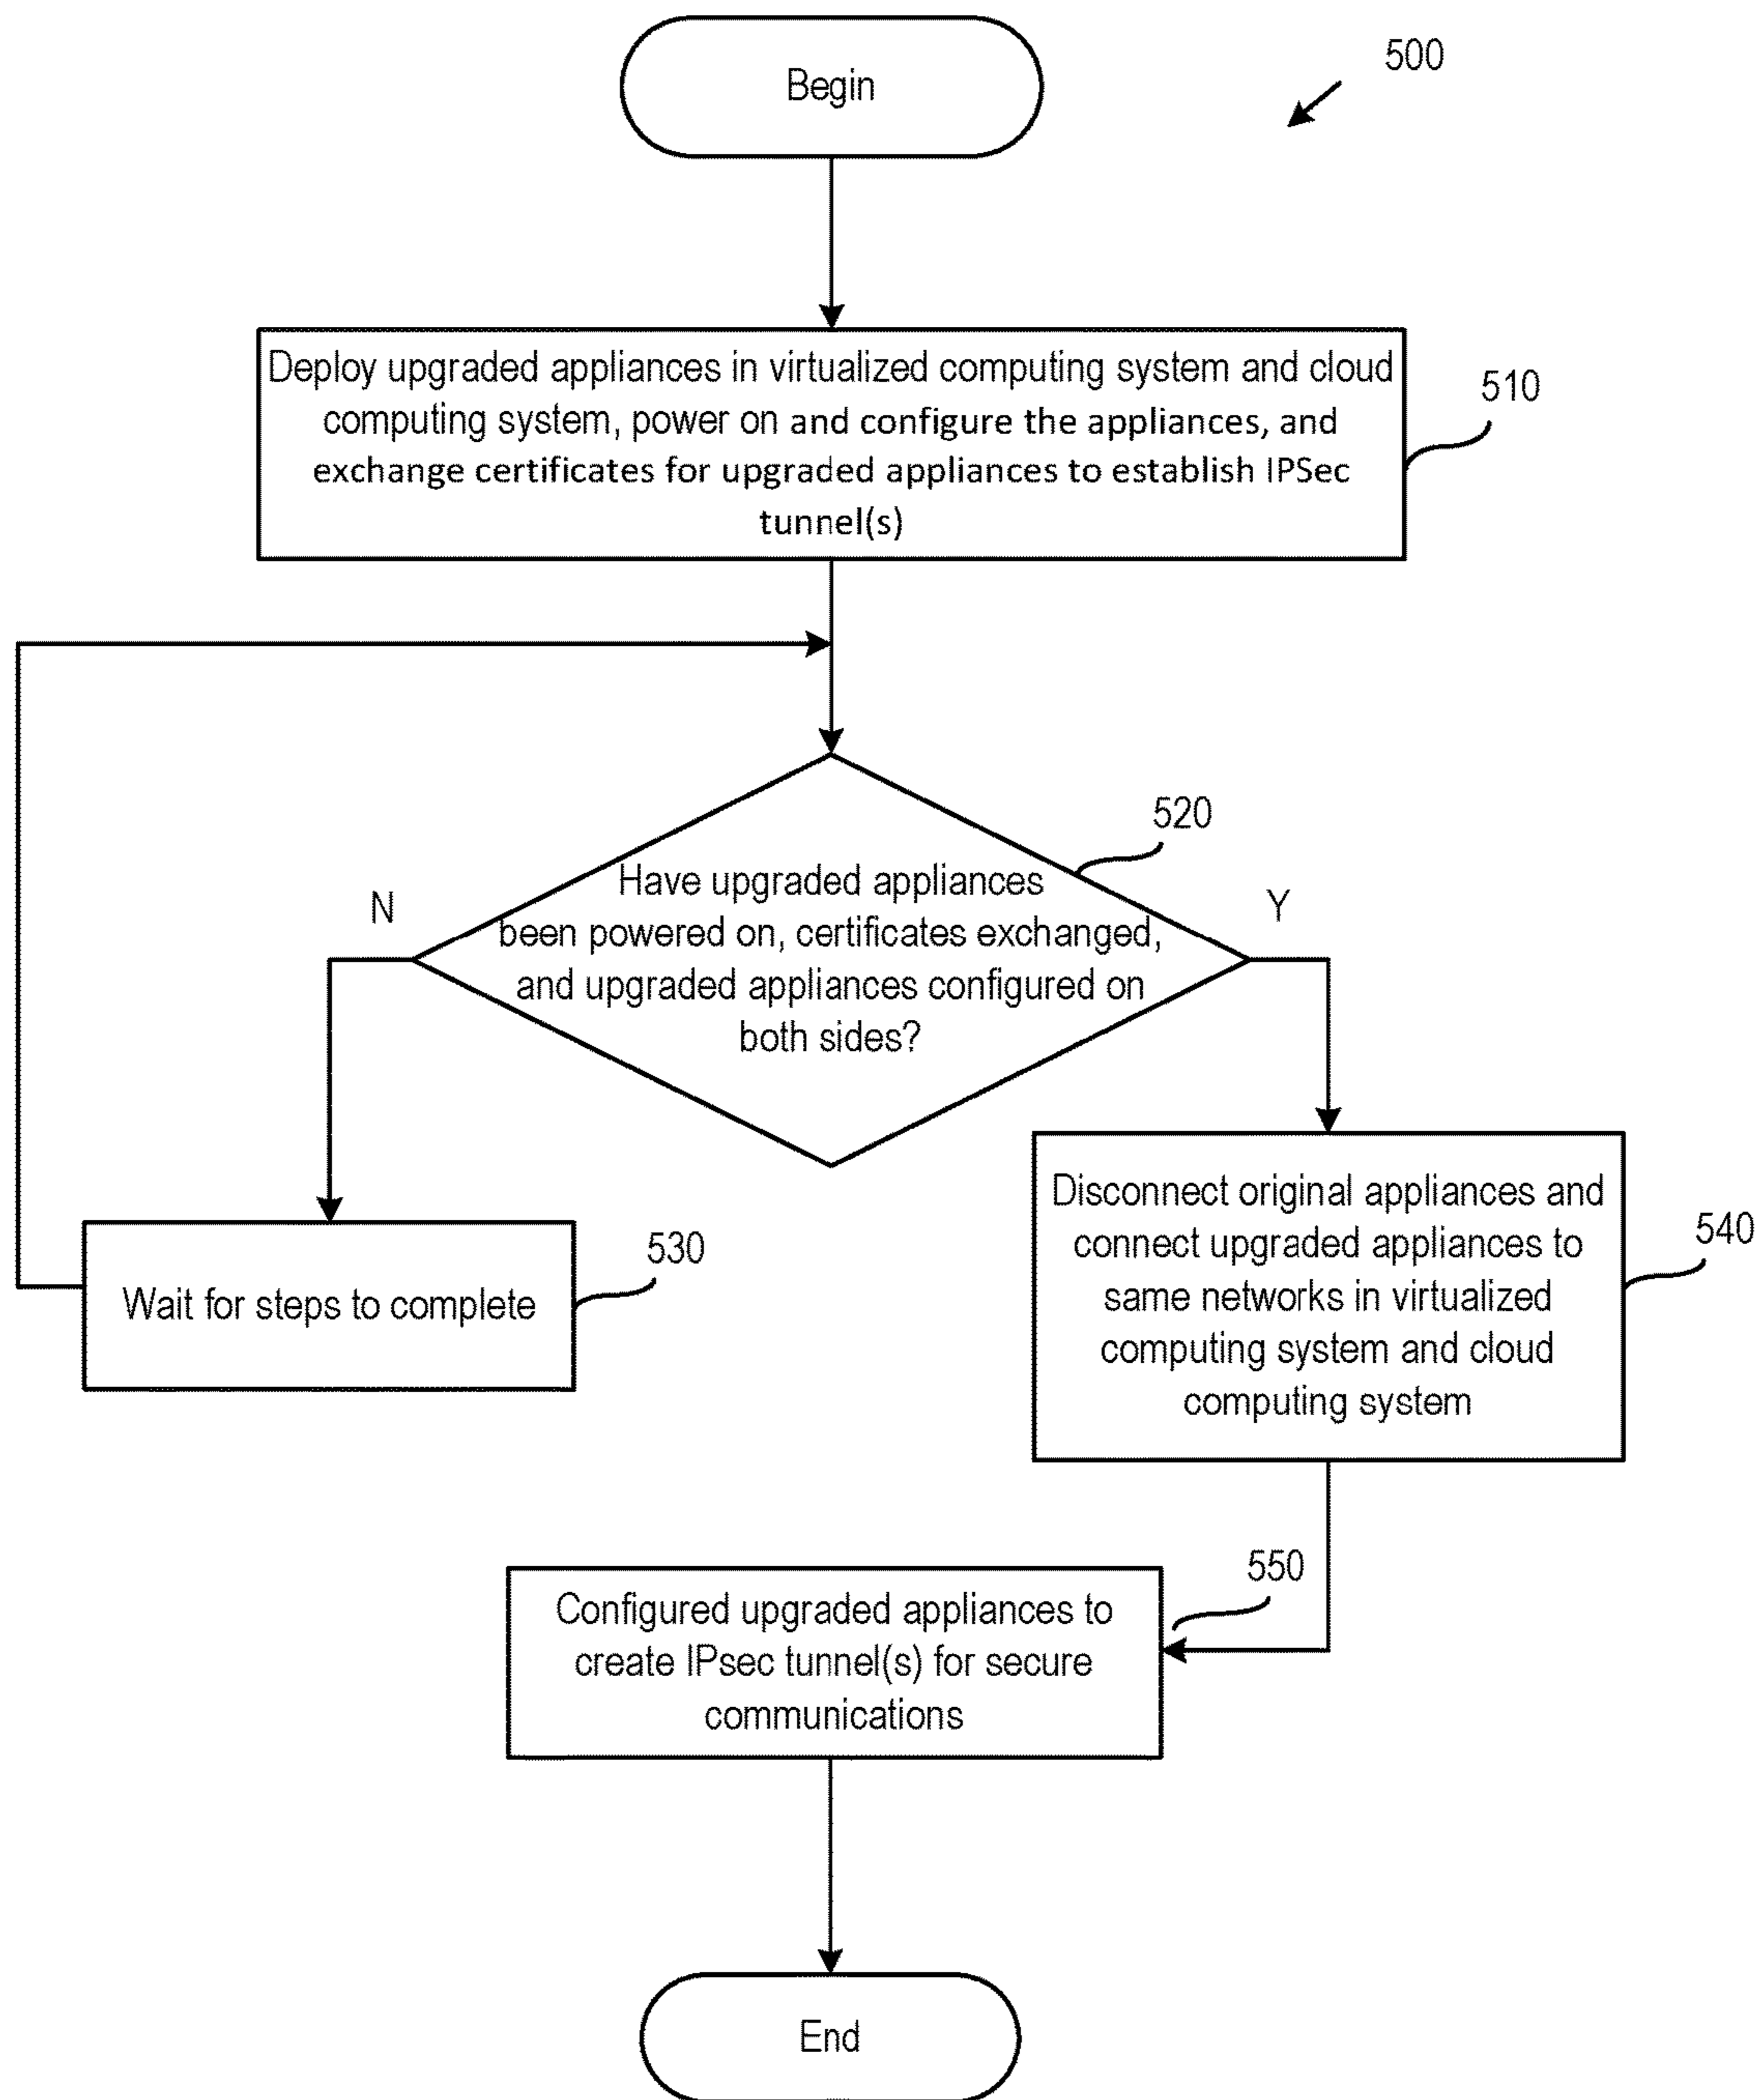 Begin
500
Deploy upgraded appliances in virtualized computing system and cloud
computing system, power on and configure the appliances, and
exchange certificates for upgraded appliances to establish IPSec
tunnel(s)
510
520
Have upgraded appliances
been powered on, certificates exchanged,
and upgraded appliances configured on
both sides?
N
Y
Wait for steps to complete
530
Disconnect original appliances and
connect upgraded appliances to
same networks in virtualized
computing system and cloud
computing system
540
550
Configured upgraded appliances to
create IPsec tunnel(s) for secure
communications
End